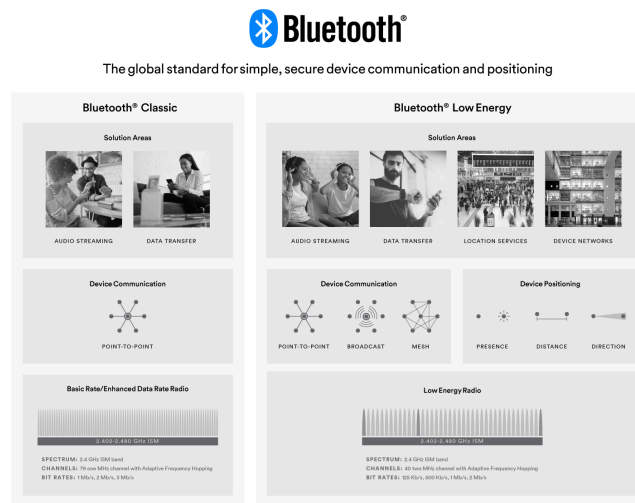 Bluetooth®
The global standard for simple, secure device communication and positioning
Bluetooth® Classic
Solution Areas
AUDIO STREAMING
DATA TRANSFER
Device Communication
POINT-TO-POINT
Basic Rate/Enhanced Data Rate Radio
2.402-2.480 GHz ISM
SPECTRUM: 2.4 GHz ISM band
CHANNELS: 79 one MHz channel with Adaptive Frequency Hopping
BIT RATES: 1 Mb/s, 2 Mb/s, 3 Mb/s
Bluetooth® Low Energy
Solution Areas
AUDIO STREAMING
DATA TRANSFER
LOCATION SERVICES
DEVICE NETWORKS
Device Communication
POINT-TO-POINT
BROADCAST
MESH
Device Positioning
PRESENCE
DISTANCE
DIRECTION
Low Energy Radio
2.402-2.480 GHz ISM
SPECTRUM: 2.4 GHz ISM band
CHANNELS: 40 two MHz channel with Adaptive Frequency Hopping
BIT RATES: 125 Kb/s, 500 Kb/s, 1 Mb/s, 2 Mb/s